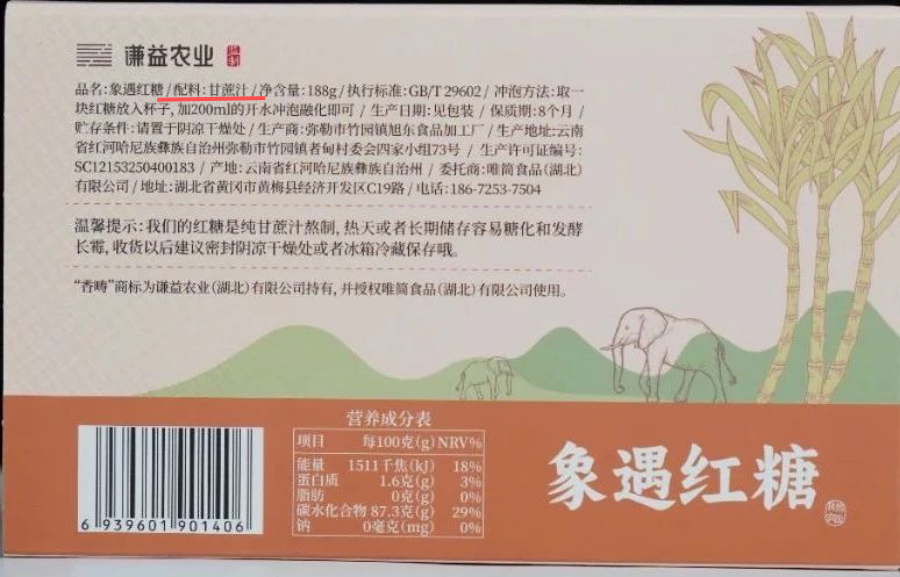 谦益农业 监制
品名:象遇红糖/配料:甘蔗汁/净含量:188g/执行标准:GB/T 29602/冲泡方法:取一
块红糖放入杯子,加200ml的开水冲泡融化即可/生产日期:见包装/保质期:8个月/
贮存条件:请置于阴凉干燥处/生产商:弥勒市竹园镇旭东食品加工厂/生产地址:云南
省红河哈尼族彝族自治州弥勒市竹园镇者甸村委会四家小组73号/生产许可证编号:
SC12153250400183/产地:云南省红河哈尼族彝族自治州/委托商:唯简食品(湖北)
有限公司/地址:湖北省黄冈市黄梅县经济开发区C19路/电话:186-7253-7504
温馨提示:我们的红糖是纯甘蔗汁熬制,热天或者长期储存容易糖化和发酵
长霉,收货以后建议密封阴凉干燥处或者冰箱冷藏保存哦。
“香畴”商标为谦益农业(湖北)有限公司持有,并授权唯简食品(湖北)有限公司使用。
营养成分表
项目 每100克(g) NRV%
能量 1511千焦(kJ) 18%
蛋白质 1.6克(g) 3%
脂肪 0克(g) 0%
碳水化合物 87.3克(g) 29%
钠 0毫克(mg) 0%
6 939601 901406
象遇红糖